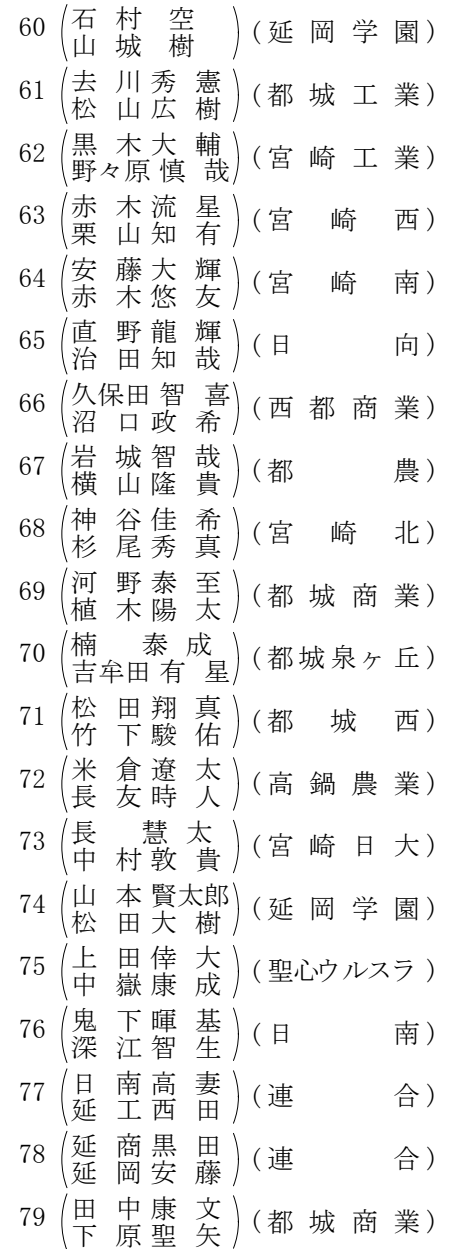 60 石村空 (延岡学園)
山城樹
61 去川秀憲 (都城工業)
松山広樹
62 黒木大輔 (宮崎工業)
野々原慎哉
63 赤木流星 (宮崎西)
栗山知有
64 安藤大輝 (宮崎南)
赤木悠友
65 直野龍輝 (日向)
治田知哉
66 久保田智喜 (西都商業)
沼口政希
67 岩城智哉 (都農)
横山隆貴
68 神谷佳希 (宮崎北)
杉尾秀真
69 河野泰至 (都城商業)
植木陽太
70 楠泰成 (都城泉ヶ丘)
吉牟田有星
71 松田翔真 (都城西)
竹下駿佑
72 米倉遼太 (高鍋農業)
長友時人
73 長慧太 (宮崎日大)
中村敦貴
74 山本賢太郎 (延岡学園)
松田大樹
75 上田倖大 (聖心ウルスラ)
中嶽康成
76 鬼下暉基 (日南)
深江智生
77 日南高妻 (連合)
延工西田
78 延商黒田 (連合)
延岡安藤
79 田中康文 (都城商業)
下原聖矢